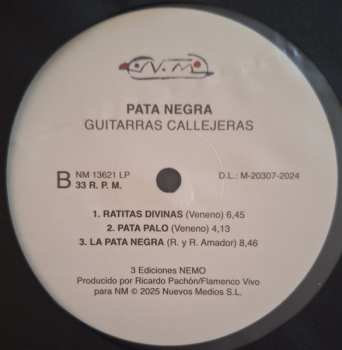 N.M.
PATA NEGRA
GUITARRAS CALLEJERAS
B
NM 13621 LP
33 R. P. M.
D.L.: M-20307-2024
1. RATITAS DIVINAS (Veneno) 6,45
2. PATA PALO (Veneno) 4,13
3. LA PATA NEGRA (R. y R. Amador) 8,46
3 Ediciones NEMO
Producido por Ricardo Pachón/Flamenco Vivo
para NM © 2025 Nuevos Medios S.L.